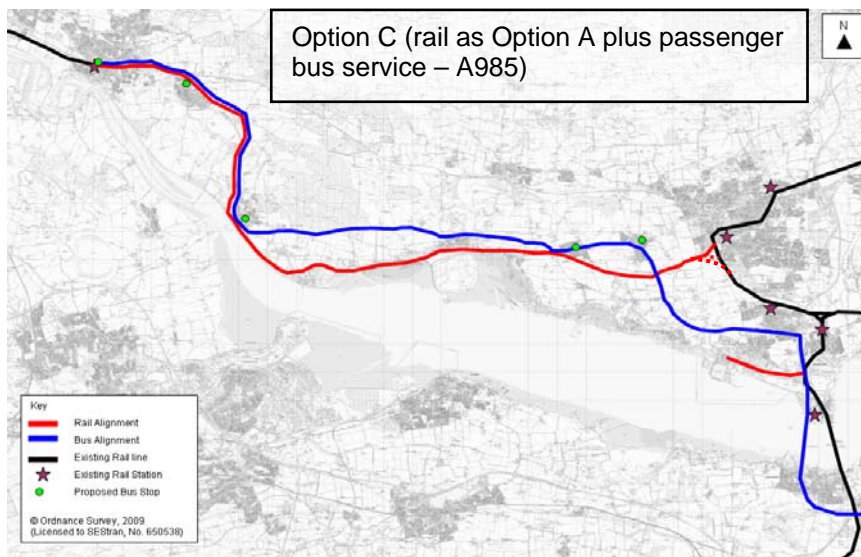 Option C (rail as Option A plus passenger
bus service – A985)
N
Key
Rail Alignment
Bus Alignment
Existing Rail line
Existing Rail Station
Proposed Bus Stop
© Ordnance Survey, 2009
(Licensed to SEStran, No. 650538)